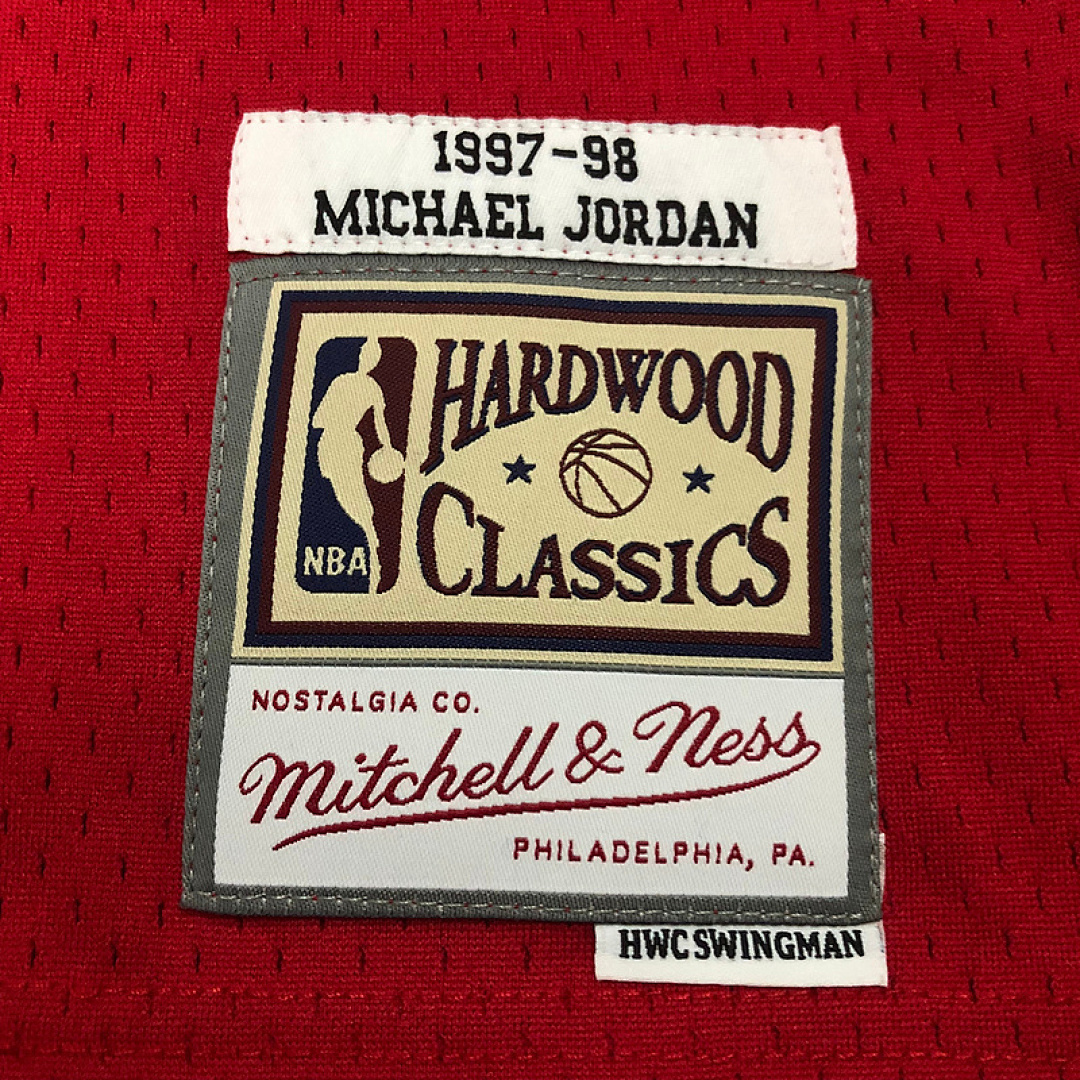 1997-98
MICHAEL JORDAN
HARDWOOD
CLASSICS
NBA
NOSTALGIA CO.
Mitchell & Ness
PHILADELPHIA, PA.
HWC SWINGMAN